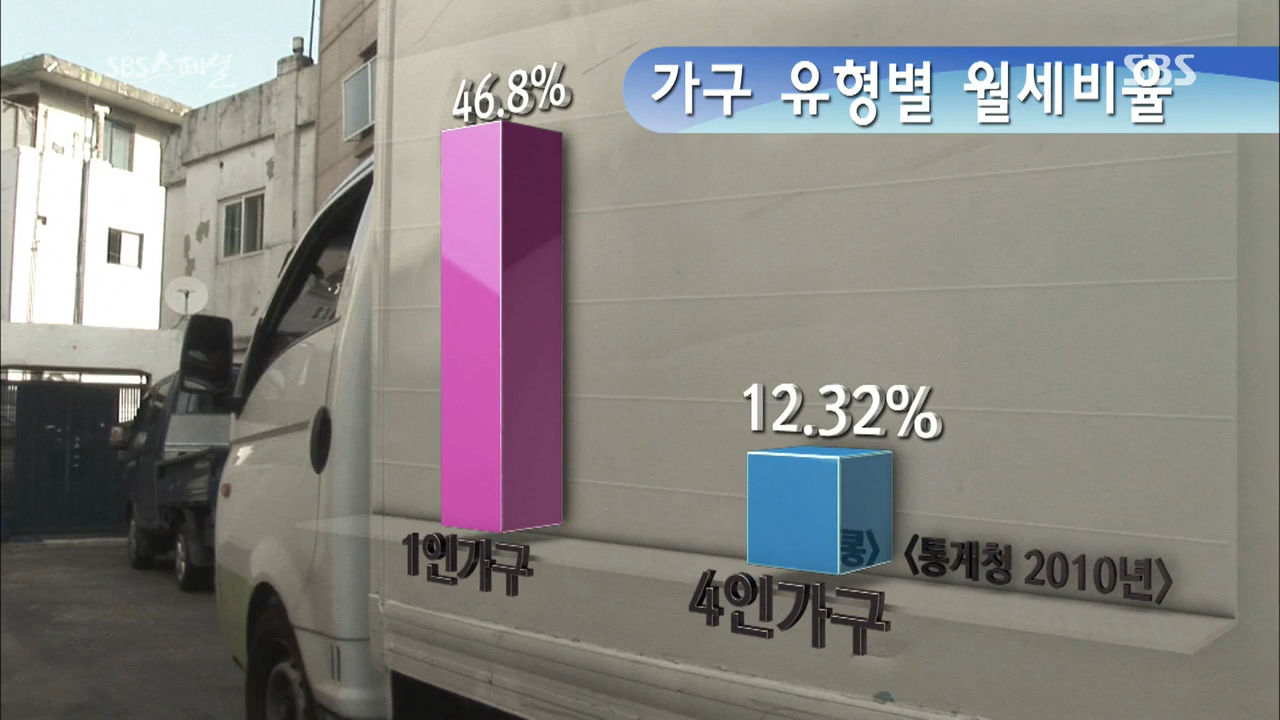 SBS스페셜
SBS
가구 유형별 월세비율
46.8%
12.32%
1인가구
4인가구
<통계청 2010년>